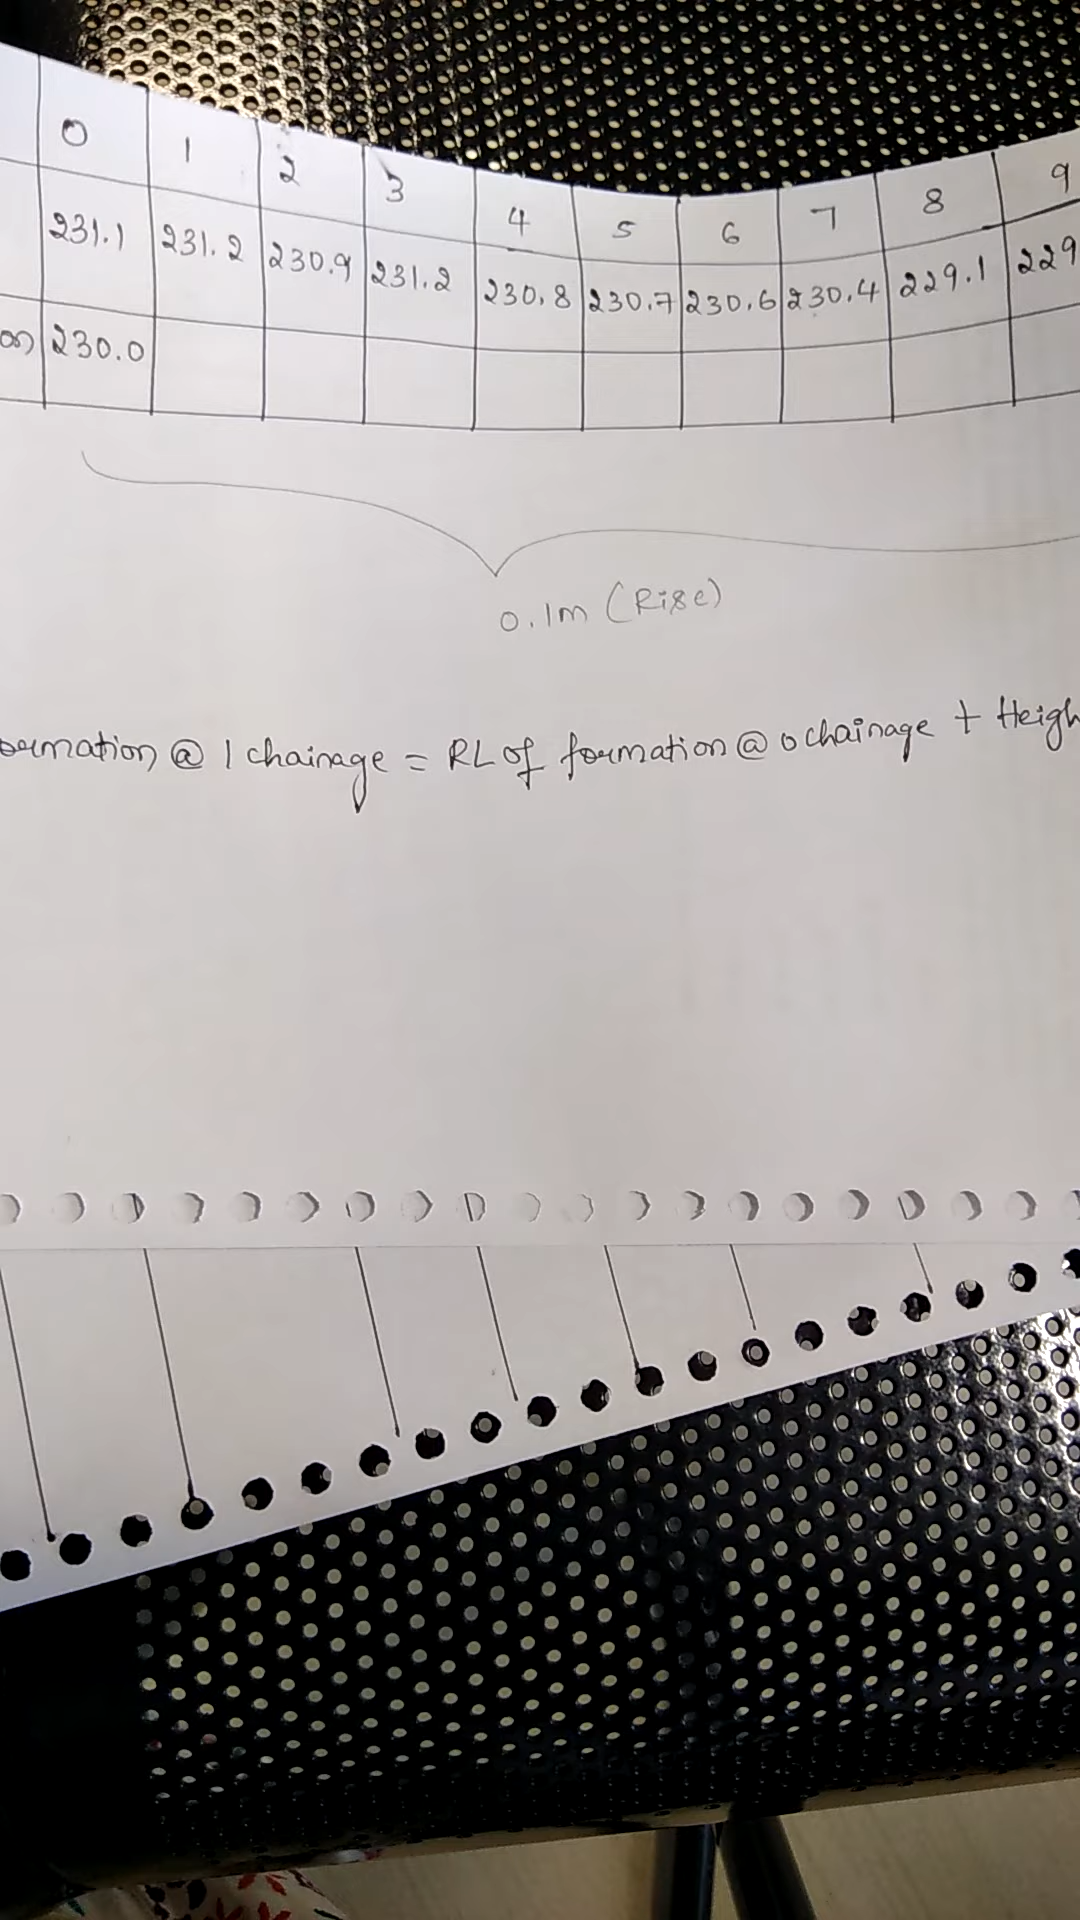 0 1 2 3 4 5 6 7 8 9
231.1 231.2 230.9 231.2 230.8 230.7 230.6 230.4 229.1 229
on 230.0
0.1m (Rise)
ormation @ 1 chainage = RL of formation @ 0 chainage + Heigh